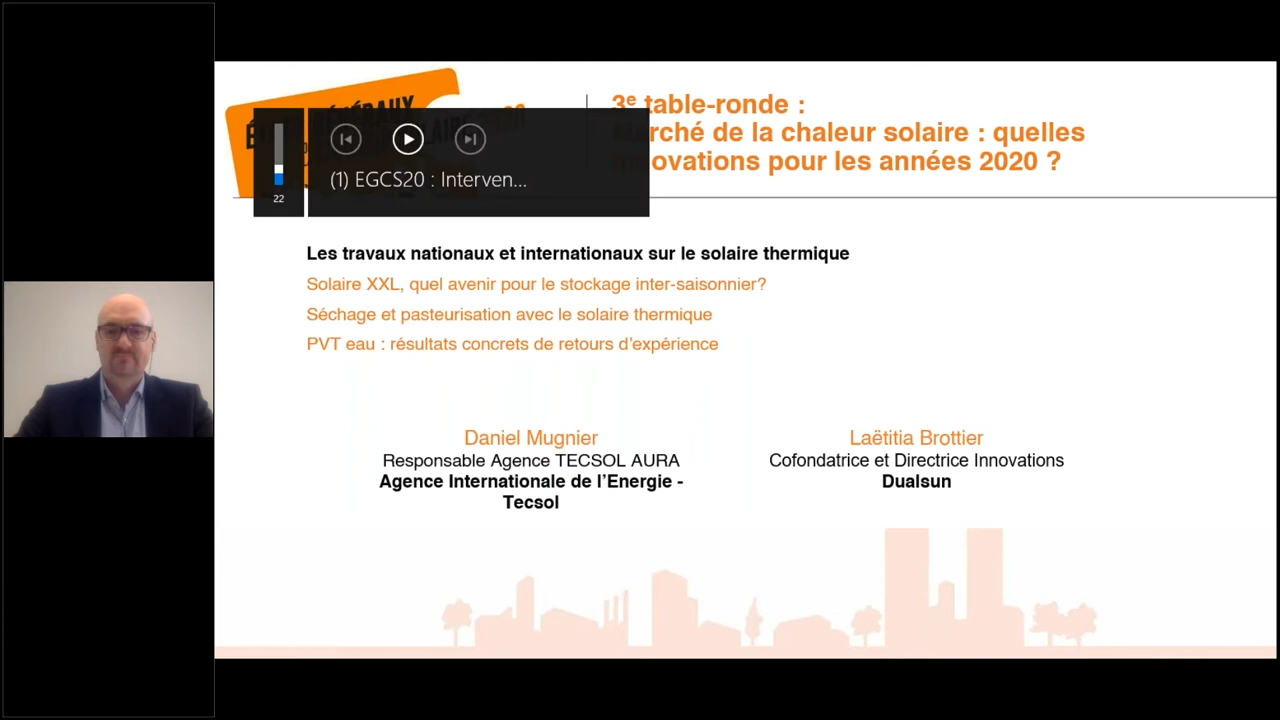 3e table-ronde :
Marché de la chaleur solaire : quelles
innovations pour les années 2020 ?
22
(1) EGCS20 : Interven...
Les travaux nationaux et internationaux sur le solaire thermique
Solaire XXL, quel avenir pour le stockage inter-saisonnier?
Séchage et pasteurisation avec le solaire thermique
PVT eau : résultats concrets de retours d’expérience
Daniel Mugnier
Responsable Agence TECSOL AURA
Agence Internationale de l’Energie -
Tecsol
Laëtitia Brottier
Cofondatrice et Directrice Innovations
Dualsun